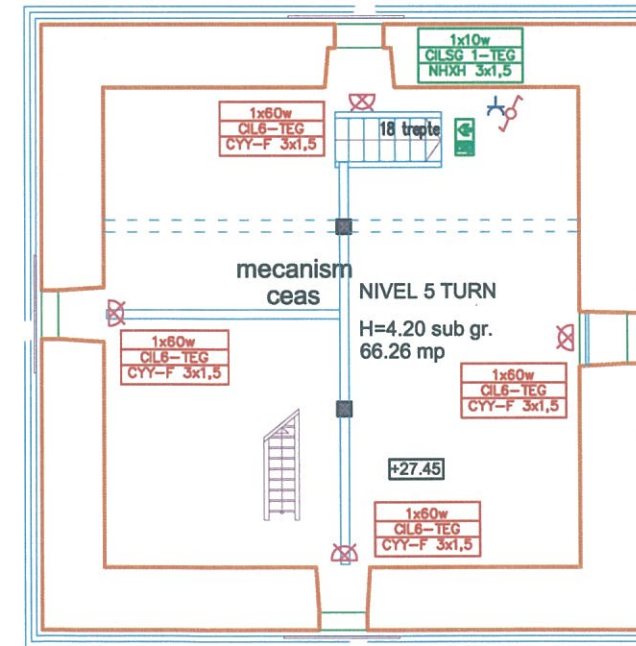 1x10w
CILSG 1-TEG
NHXH 3x1,5
1x60w
CIL6-TEG
CYY-F 3x1,5
18 trepte
mecanism
ceas
NIVEL 5 TURN
H=4.20 sub gr.
66.26 mp
1x60w
CIL6-TEG
CYY-F 3x1,5
1x60w
CIL6-TEG
CYY-F 3x1,5
+27.45
1x60w
CIL6-TEG
CYY-F 3x1,5